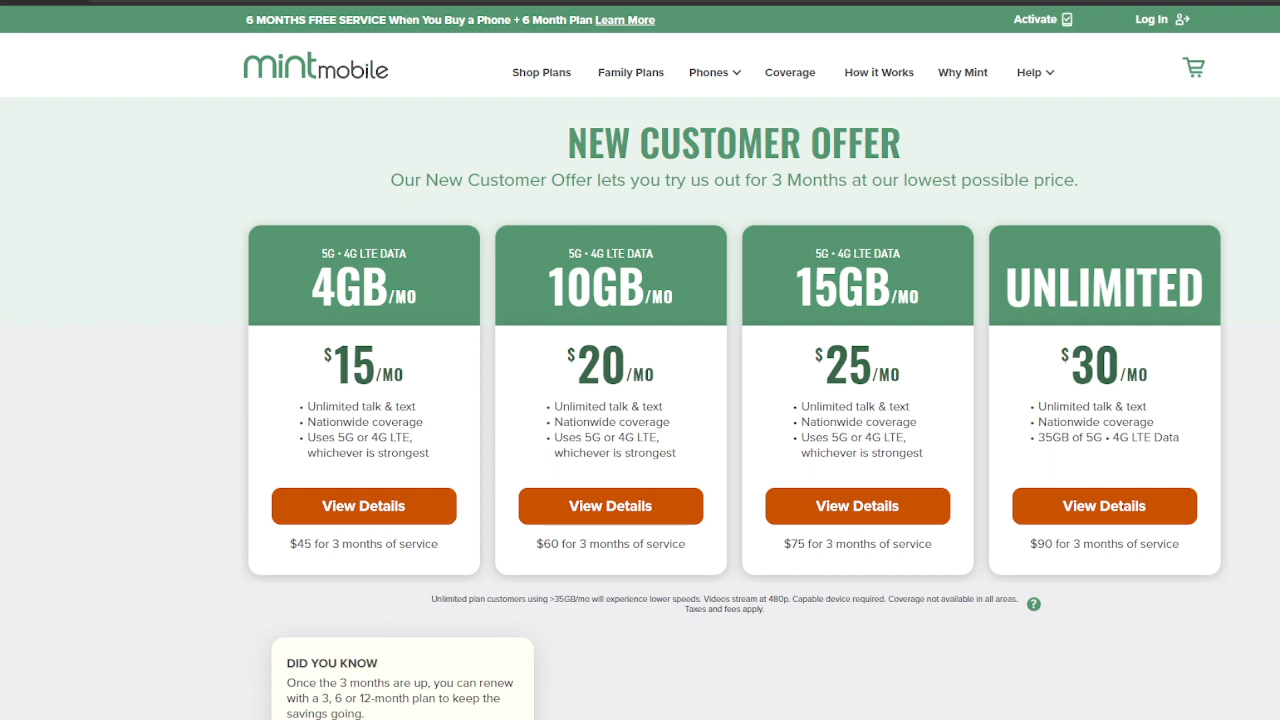 6 MONTHS FREE SERVICE When You Buy a Phone + 6 Month Plan Learn More
Activate
Log In
mintmobile
Shop Plans
Family Plans
Phones
Coverage
How it Works
Why Mint
Help
NEW CUSTOMER OFFER
Our New Customer Offer lets you try us out for 3 Months at our lowest possible price.
5G • 4G LTE DATA
4GB/MO
$15/MO
• Unlimited talk & text
• Nationwide coverage
• Uses 5G or 4G LTE,
whichever is strongest
View Details
$45 for 3 months of service
5G • 4G LTE DATA
10GB/MO
$20/MO
• Unlimited talk & text
• Nationwide coverage
• Uses 5G or 4G LTE,
whichever is strongest
View Details
$60 for 3 months of service
5G • 4G LTE DATA
15GB/MO
$25/MO
• Unlimited talk & text
• Nationwide coverage
• Uses 5G or 4G LTE,
whichever is strongest
View Details
$75 for 3 months of service
UNLIMITED
$30/MO
• Unlimited talk & text
• Nationwide coverage
• 35GB of 5G • 4G LTE Data
View Details
$90 for 3 months of service
Unlimited plan customers using >35GB/mo will experience lower speeds. Videos stream at 480p. Capable device required. Coverage not available in all areas.
Taxes and fees apply.
?
DID YOU KNOW
Once the 3 months are up, you can renew
with a 3, 6 or 12-month plan to keep the
savings going.